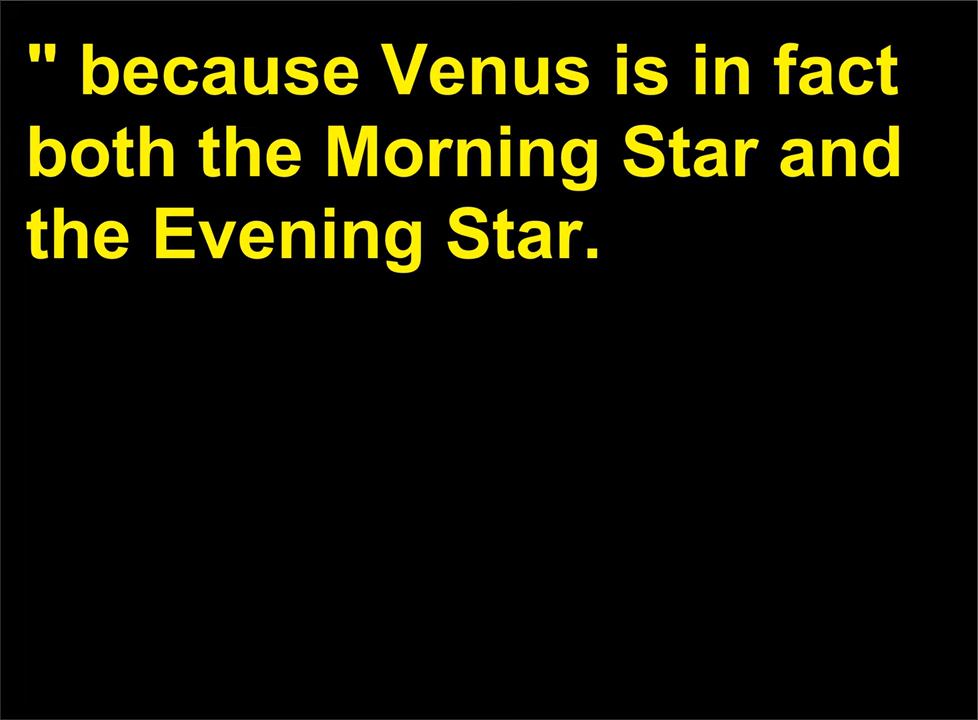 " because Venus is in fact
both the Morning Star and
the Evening Star.